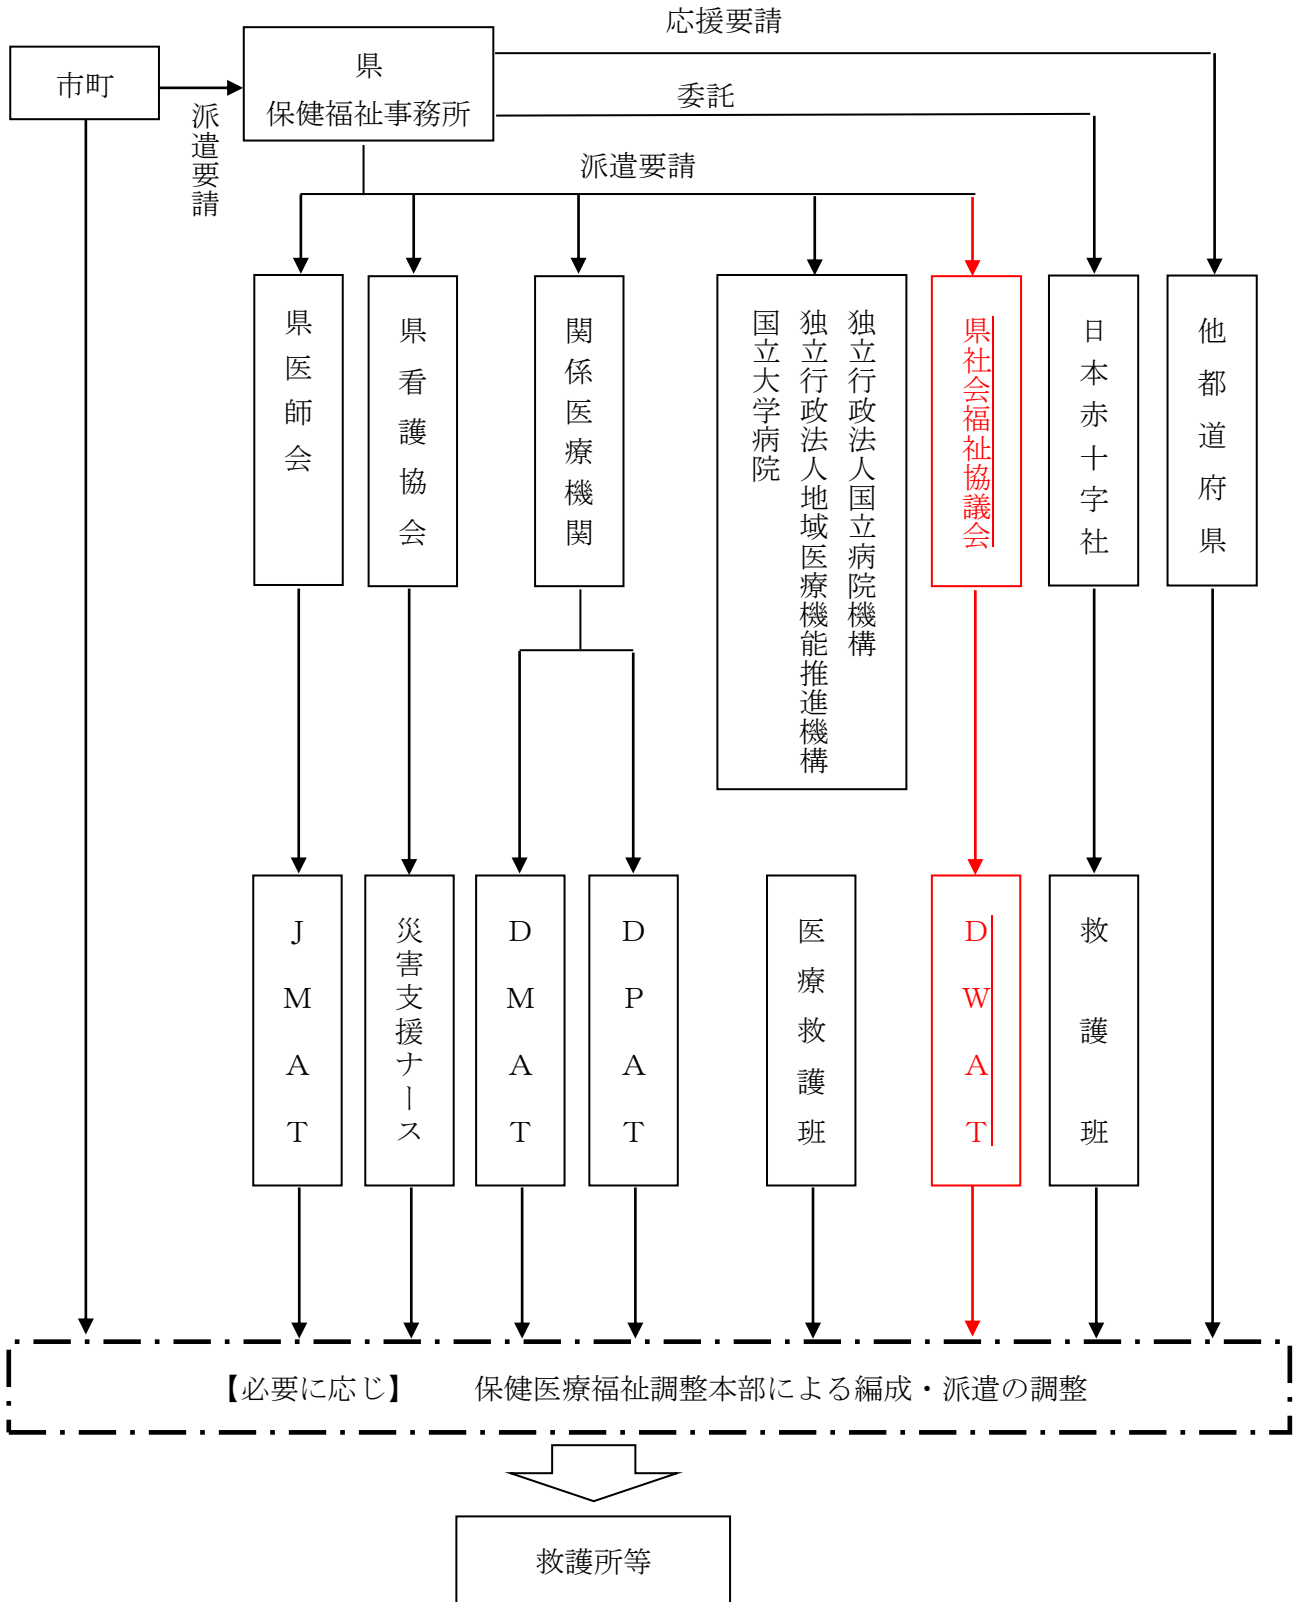 応援要請
市町
県
保健福祉事務所
委託
派遣要請
派遣要請
県医師会
県看護協会
関係医療機関
独立行政法人国立病院機構
独立行政法人地域医療機能推進機構
国立大学病院
県社会福祉協議会
日本赤十字社
他都道府県
JMAT
災害支援ナース
DMAT
DPAT
医療救護班
DWAT
救護班
【必要に応じ】 保健医療福祉調整本部による編成・派遣の調整
救護所等